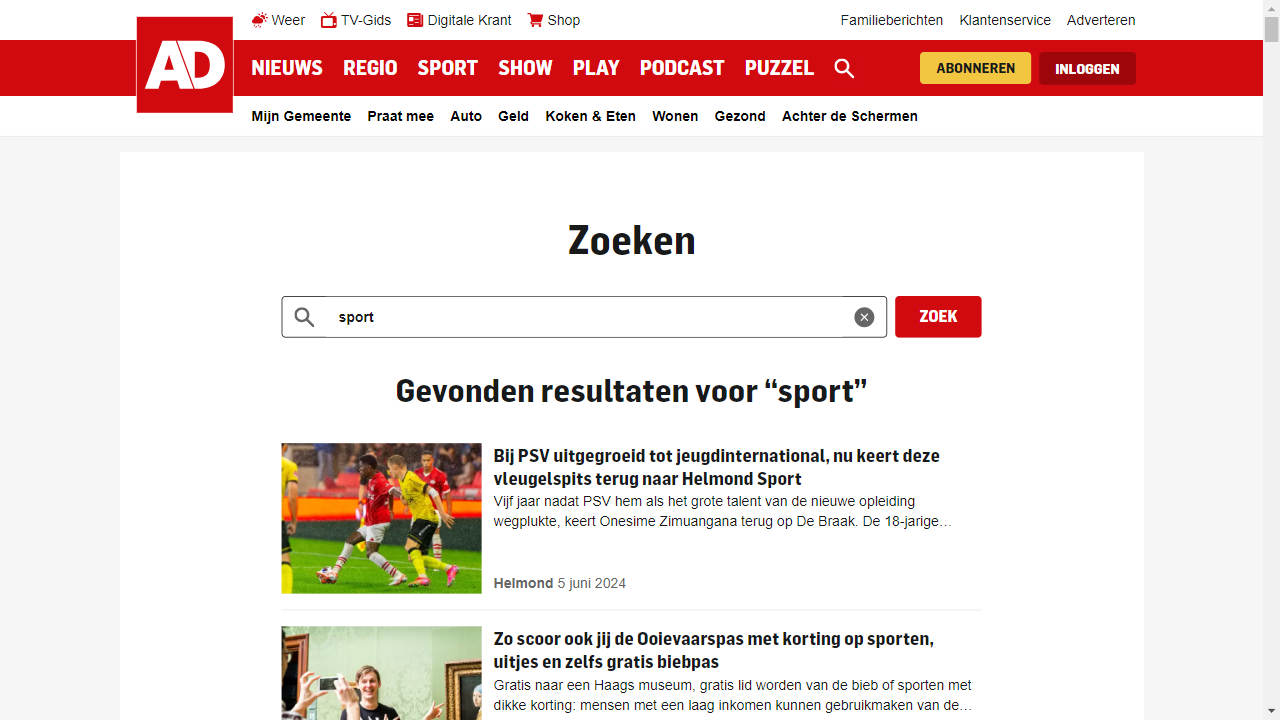 Weer TV-Gids Digitale Krant Shop Familieberichten Klantenservice Adverteren
AD NIEUWS REGIO SPORT SHOW PLAY PODCAST PUZZEL ABONNEREN INLOGGEN
Mijn Gemeente Praat mee Auto Geld Koken & Eten Wonen Gezond Achter de Schermen
Zoeken
sport ZOEK
Gevonden resultaten voor “sport”
Bij PSV uitgegroeid tot jeugdinternational, nu keert deze
vleugelspits terug naar Helmond Sport
Vijf jaar nadat PSV hem als het grote talent van de nieuwe opleiding
wegplukte, keert Onesime Zimuangana terug op De Braak. De 18-jarige…
Helmond 5 juni 2024
Zo scoor ook jij de Ooievaarspas met korting op sporten,
uitjes en zelfs gratis biebpas
Gratis naar een Haags museum, gratis lid worden van de bieb of sporten met
dikke korting: mensen met een laag inkomen kunnen gebruikmaken van de…